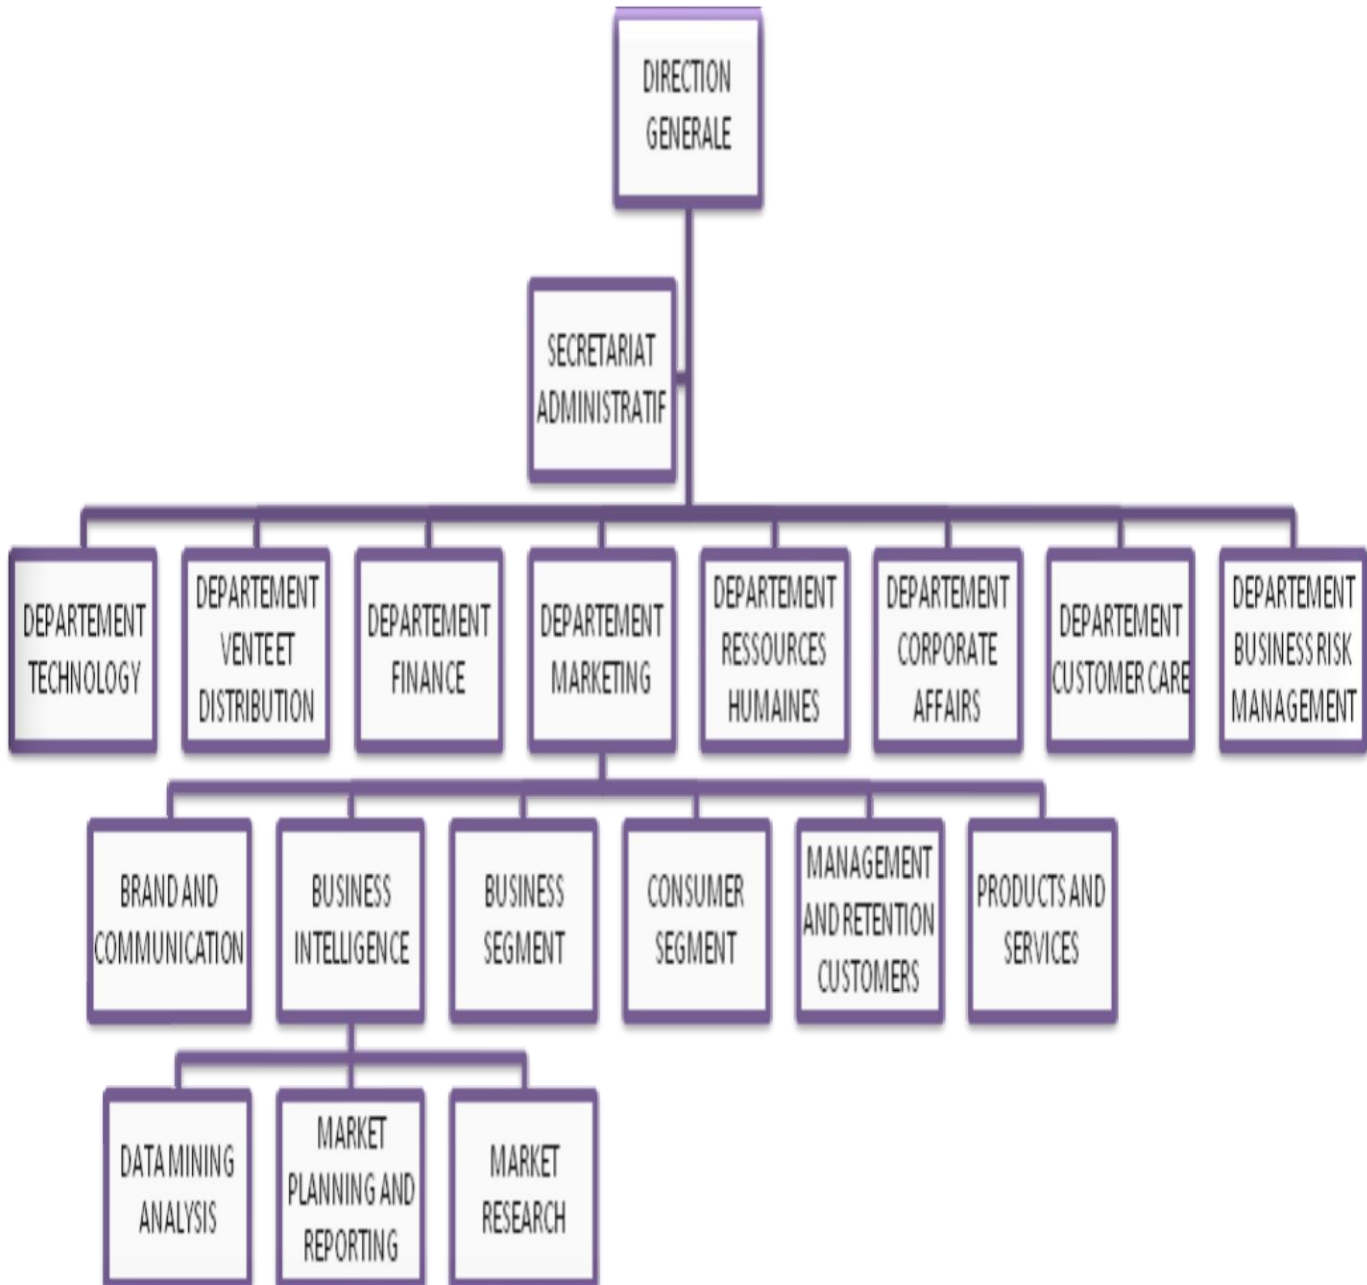 DIRECTION
GENERALE
SECRETARIAT
ADMINISTRATIF
DEPARTEMENT
TECHNOLOGY
DEPARTEMENT
VENTE ET
DISTRIBUTION
DEPARTEMENT
FINANCE
DEPARTEMENT
MARKETING
DEPARTEMENT
RESSOURCES
HUMAINES
DEPARTEMENT
CORPORATE
AFFAIRS
DEPARTEMENT
CUSTOMER CARE
DEPARTEMENT
BUSINESS RISK
MANAGEMENT
BRAND AND
COMMUNICATION
BUSINESS
INTELLIGENCE
BUSINESS
SEGMENT
CONSUMER
SEGMENT
MANAGEMENT
AND RETENTION
CUSTOMERS
PRODUCTS AND
SERVICES
DATA MINING
ANALYSIS
MARKET
PLANNING AND
REPORTING
MARKET
RESEARCH